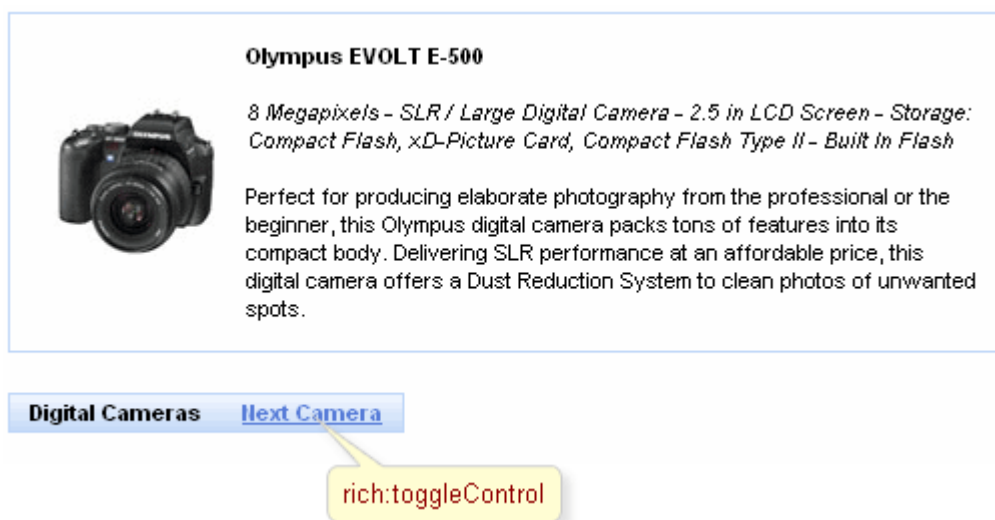 Olympus EVOLT E-500
8 Megapixels - SLR / Large Digital Camera - 2.5 in LCD Screen - Storage:
Compact Flash, xD-Picture Card, Compact Flash Type II - Built In Flash
Perfect for producing elaborate photography from the professional or the
beginner, this Olympus digital camera packs tons of features into its
compact body. Delivering SLR performance at an affordable price, this
digital camera offers a Dust Reduction System to clean photos of unwanted
spots.
OLYMPUS
Digital Cameras Next Camera
rich:toggleControl